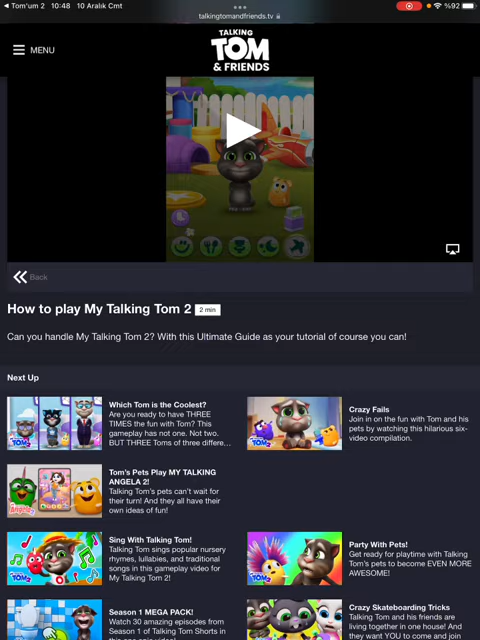 Tom'um 2 10:48 10 Aralık Cmt
%92
talkingtomandfriends.tv
MENU
TALKING
TOM
& FRIENDS
Back
How to play My Talking Tom 2 2 min
Can you handle My Talking Tom 2? With this Ultimate Guide as your tutorial of course you can!
Next Up
Which Tom is the Coolest?
Are you ready to have THREE
TIMES the fun with Tom? This
gameplay has not one. Not two.
BUT THREE Toms of three differe...
Crazy Fails
Join in on the fun with Tom and his
pets by watching this hilarious six-
video compilation.
Tom's Pets Play MY TALKING
ANGELA 2!
Talking Tom's pets can't wait for
their turn! And they all have their
own ideas of fun!
Sing With Talking Tom!
Talking Tom sings popular nursery
rhymes, lullabies, and traditional
songs in this gameplay video for
My Talking Tom 2!
Party With Pets!
Get ready for playtime with Talking
Tom's pets to become EVEN MORE
AWESOME!
Season 1 MEGA PACK!
Watch 30 amazing episodes from
Season 1 of Talking Tom Shorts in
Crazy Skateboarding Tricks
Talking Tom and his friends are
living together in one house! And
they want YOU to come and join